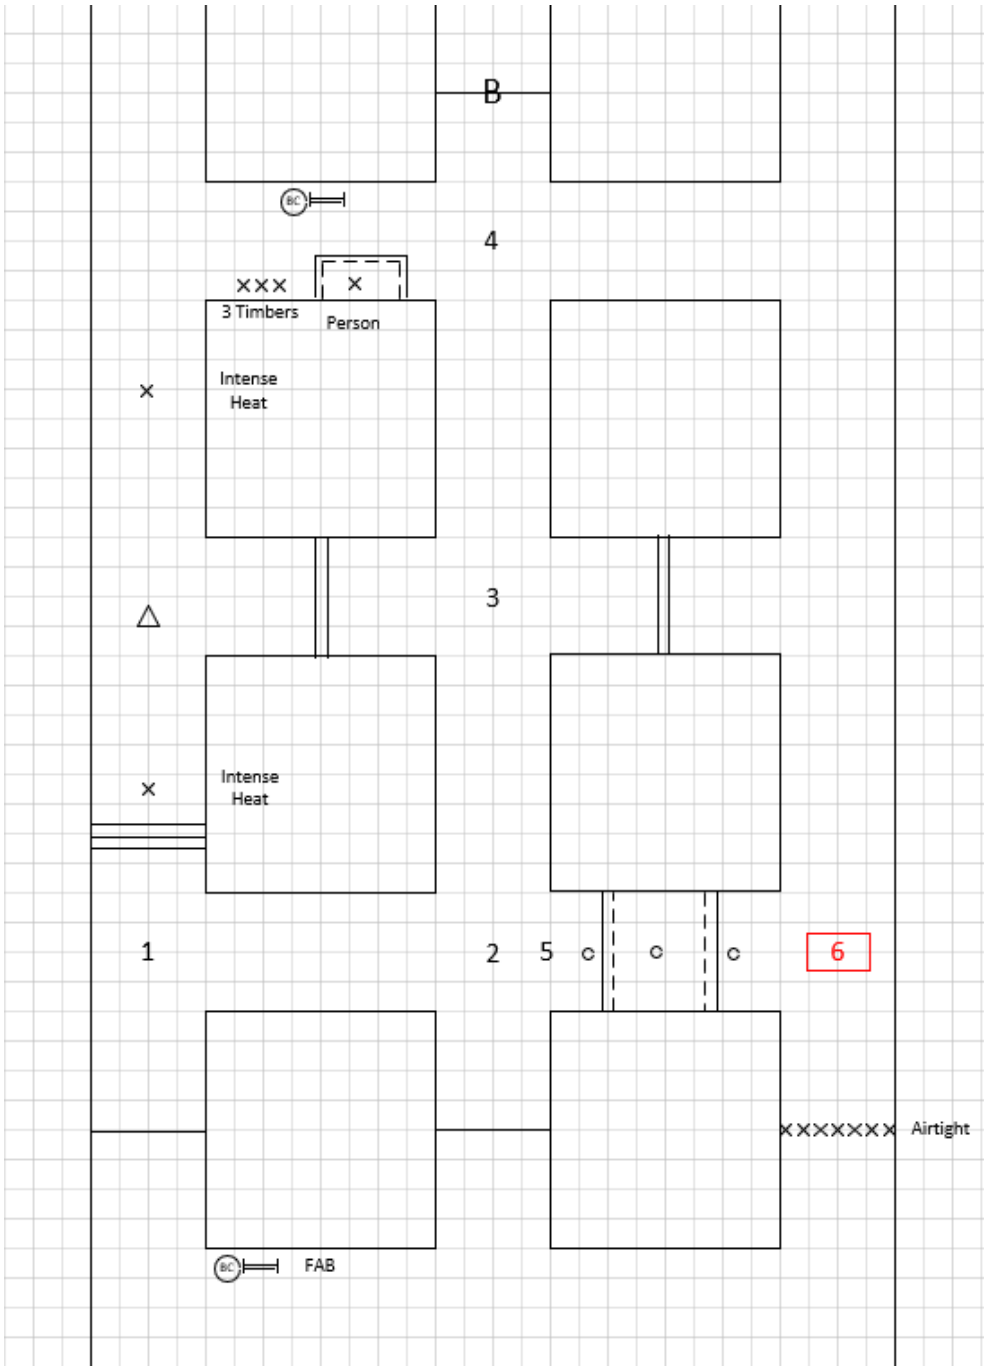 B
BC
4
3 Timbers
Person
Intense
Heat
3
Intense
Heat
1
2
5
6
Airtight
BC
FAB